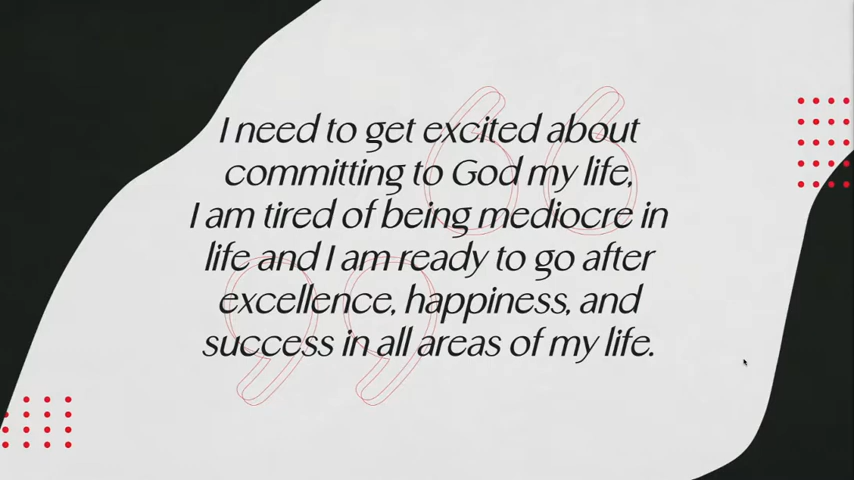 I need to get excited about
committing to God my life,
I am tired of being mediocre in
life and I am ready to go after
excellence, happiness, and
success in all areas of my life.